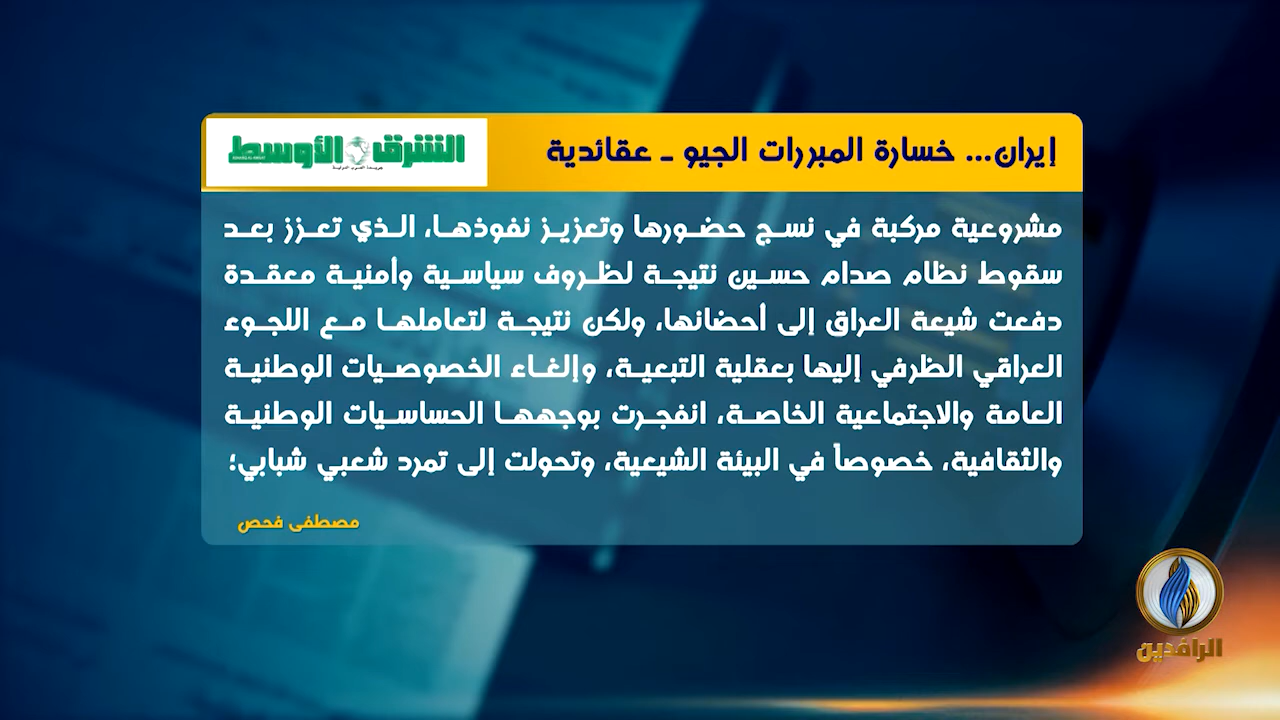 إيران... خسارة المبررات الجيو ـ عقائدية
الشرق الأوسط
مشروعية مركبة في نسج حضورها وتعزيز نفوذها، الذي تعزز بعد
سقوط نظام صدام حسين نتيجة لظروف سياسية وأمنية معقدة
دفعت شيعة العراق إلى أحضانها، ولكن نتيجة لتعاملها مع اللجوء
العراقي الظرفي إليها بعقلية التبعية، وإلغاء الخصوصيات الوطنية
العامة والاجتماعية الخاصة، انفجرت بوجهها الحساسيات الوطنية
والثقافية، خصوصاً في البيئة الشيعية، وتحولت إلى تمرد شعبي شبابي؛
مصطفى فحص
الرافدين